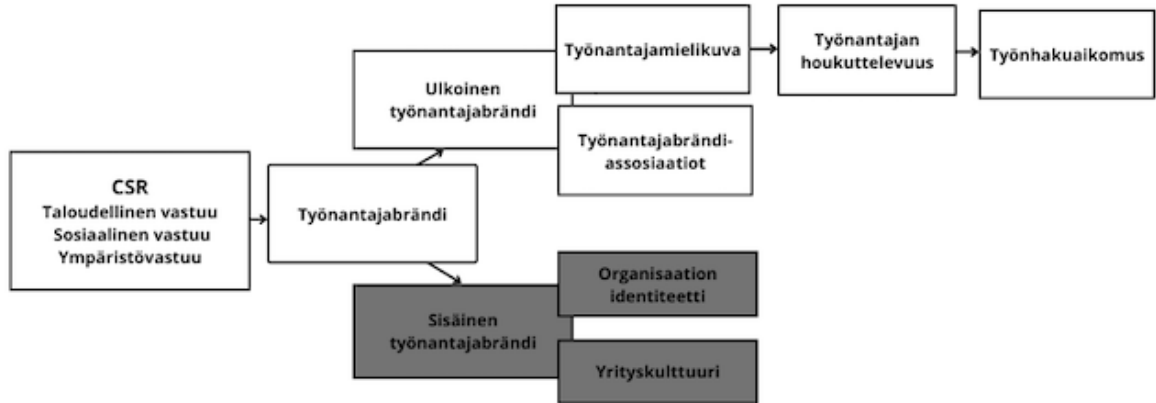 CSR
Taloudellinen vastuu
Sosiaalinen vastuu
Ympäristövastuu
Työnantajabrändi
Ulkoinen
työnantajabrändi
Työnantajamielikuva
Työnantajabrändi-
assosiaatiot
Työnantajan
houkuttelevuus
Työnhakuaikomus
Sisäinen
työnantajabrändi
Organisaation
identiteetti
Yrityskulttuuri